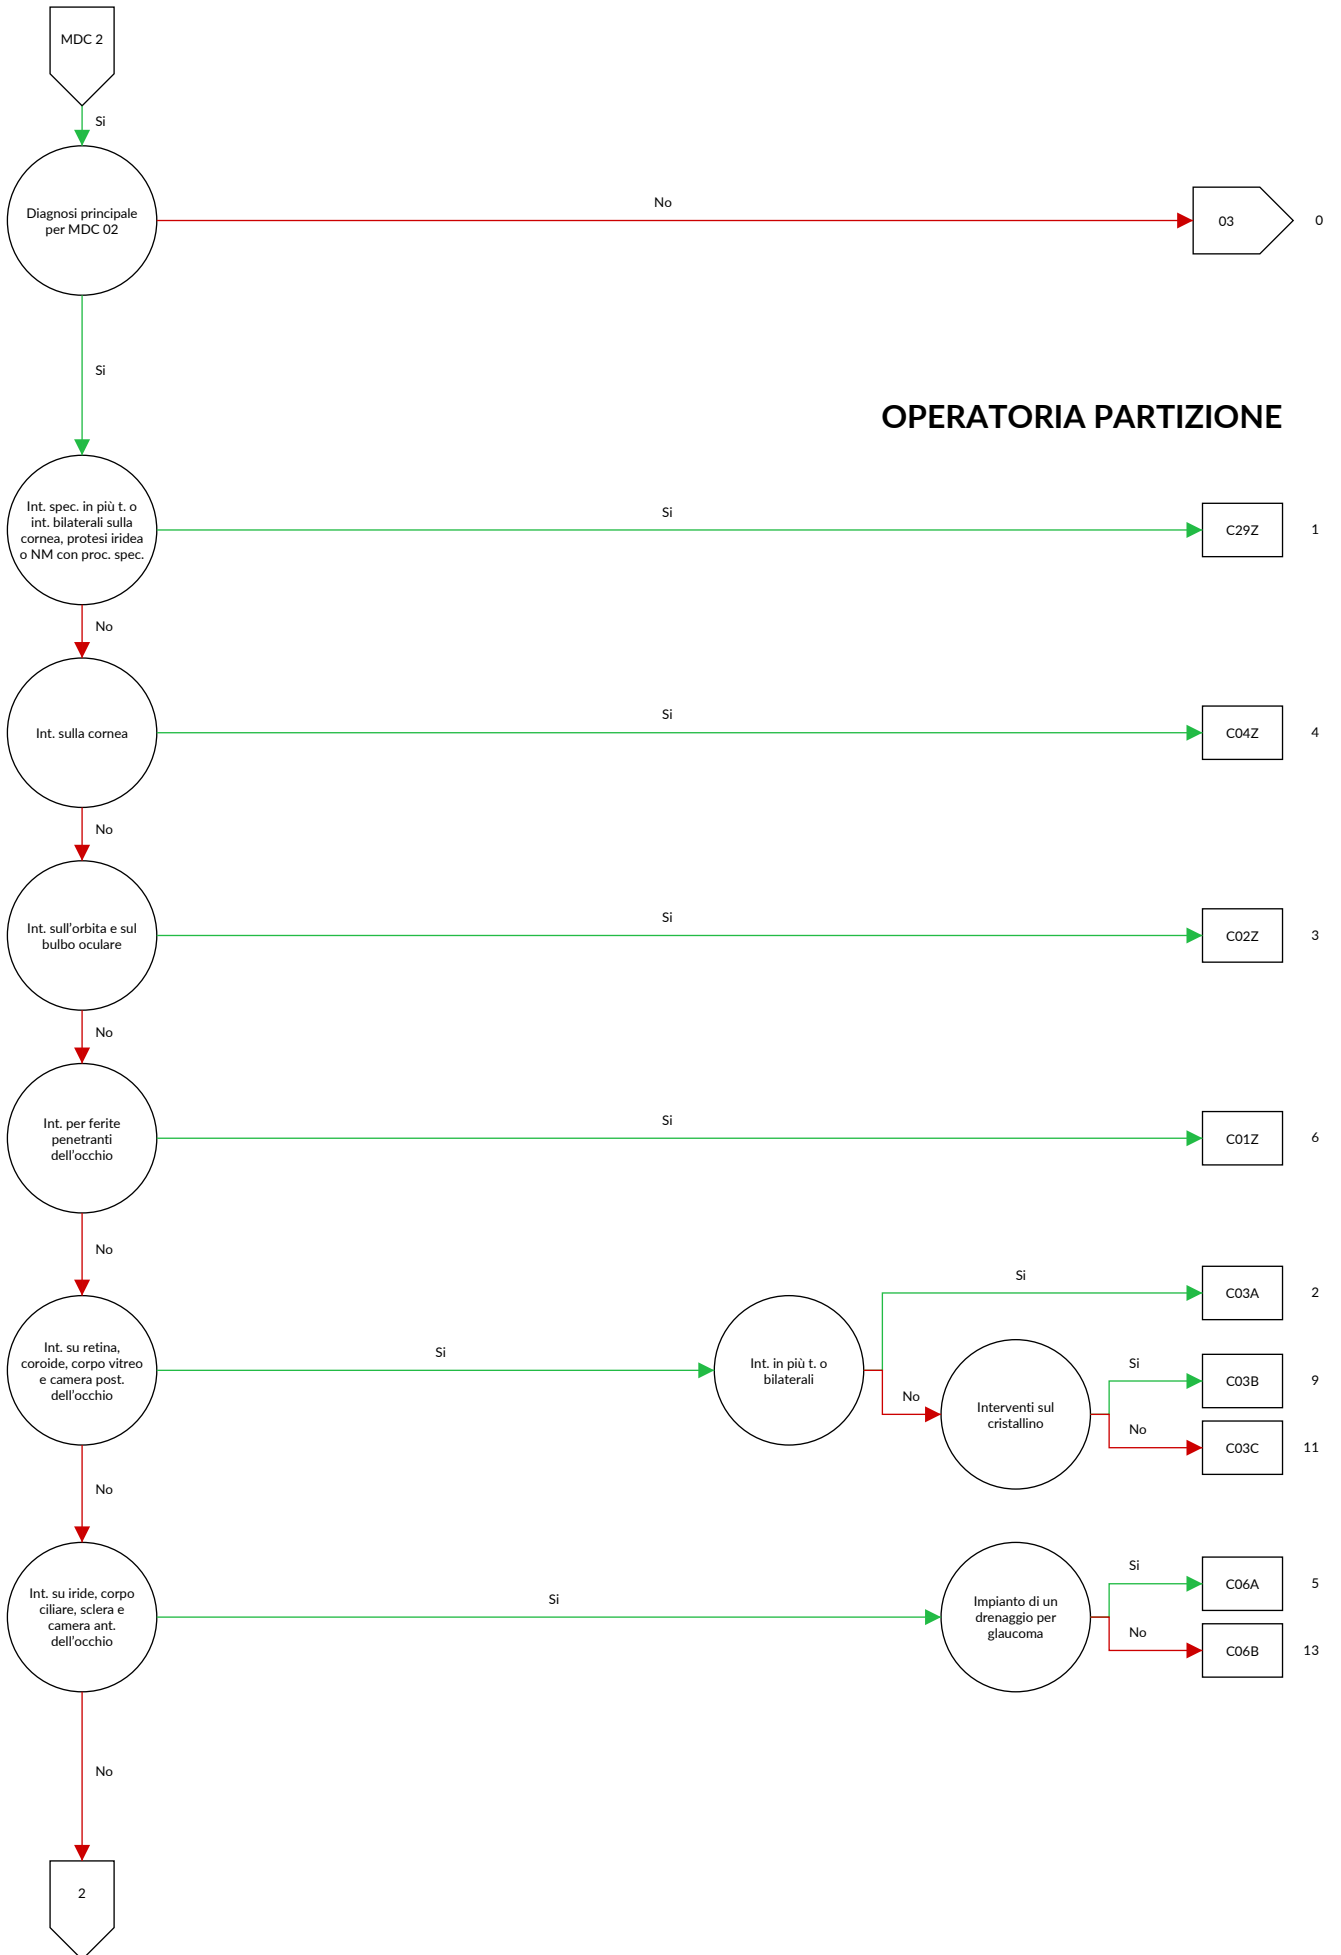 MDC 2
Si
Diagnosi principale
per MDC 02
No
03
0
Si
OPERATORIA PARTIZIONE
Int. spec. in più t. o
int. bilaterali sulla
cornea, protesi iridea
o NM con proc. spec.
Si
C29Z
1
No
Int. sulla cornea
Si
C04Z
4
No
Int. sull'orbita e sul
bulbo oculare
Si
C02Z
3
No
Int. per ferite
penetranti
dell'occhio
Si
C01Z
6
No
Int. su retina,
coroide, corpo vitreo
e camera post.
dell'occhio
Si
Int. in più t. o
bilaterali
Si
C03A
2
No
Interventi sul
cristallino
Si
C03B
9
No
C03C
11
No
Int. su iride, corpo
ciliare, sclera e
camera ant.
dell'occhio
Si
Impianto di un
drenaggio per
glaucoma
Si
C06A
5
No
C06B
13
No
2